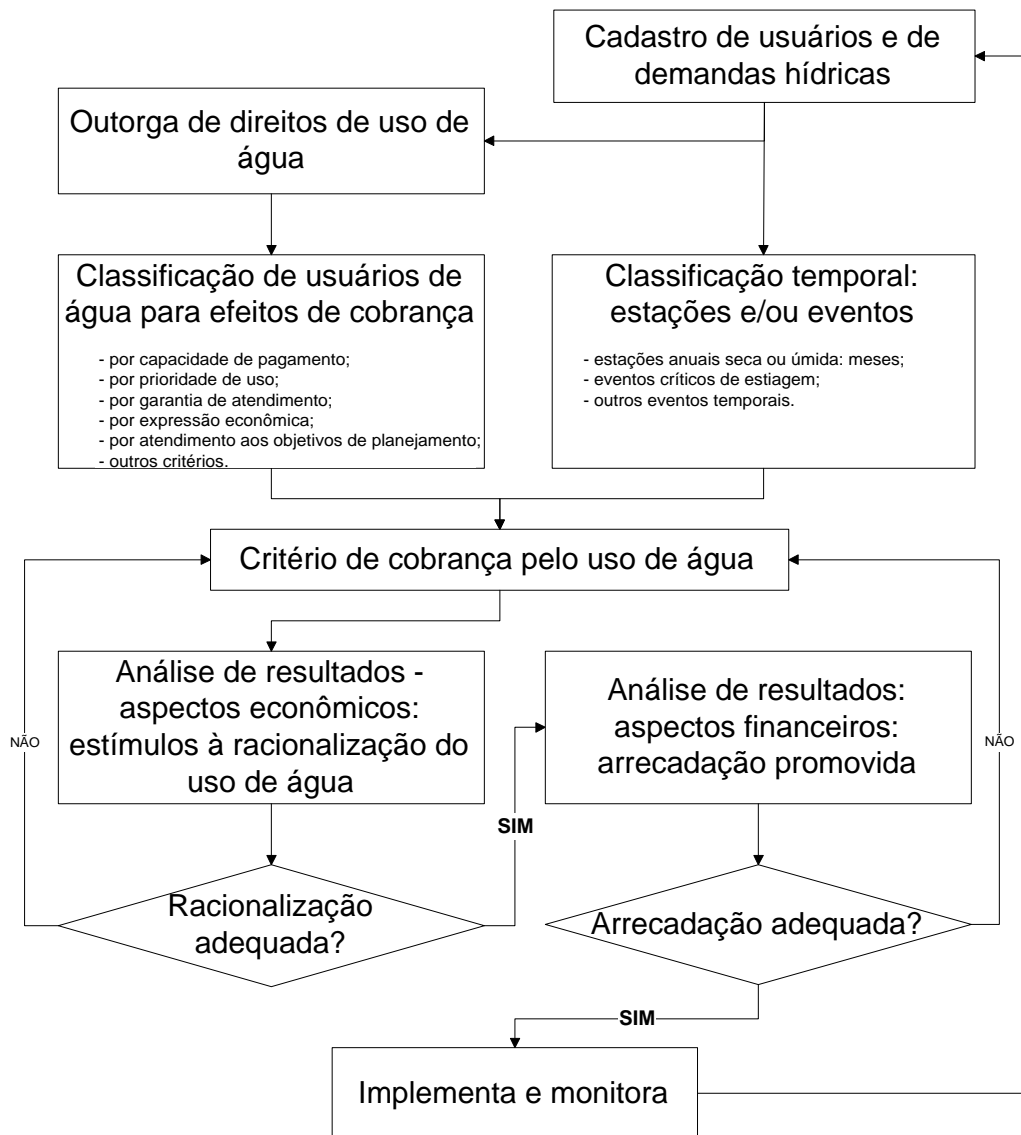 Cadastro de usuários e de
demandas hídricas
Outorga de direitos de uso de
água
Classificação de usuários de
água para efeitos de cobrança
- por capacidade de pagamento;
- por prioridade de uso;
- por garantia de atendimento;
- por expressão econômica;
- por atendimento aos objetivos de planejamento;
- outros critérios.
Classificação temporal:
estações e/ou eventos
- estações anuais seca ou úmida: meses;
- eventos críticos de estiagem;
- outros eventos temporais.
Critério de cobrança pelo uso de água
Análise de resultados -
aspectos econômicos:
estímulos à racionalização do
uso de água
Análise de resultados:
aspectos financeiros:
arrecadação promovida
NÃO
NÃO
SIM
Racionalização
adequada?
Arrecadação adequada?
SIM
Implementa e monitora